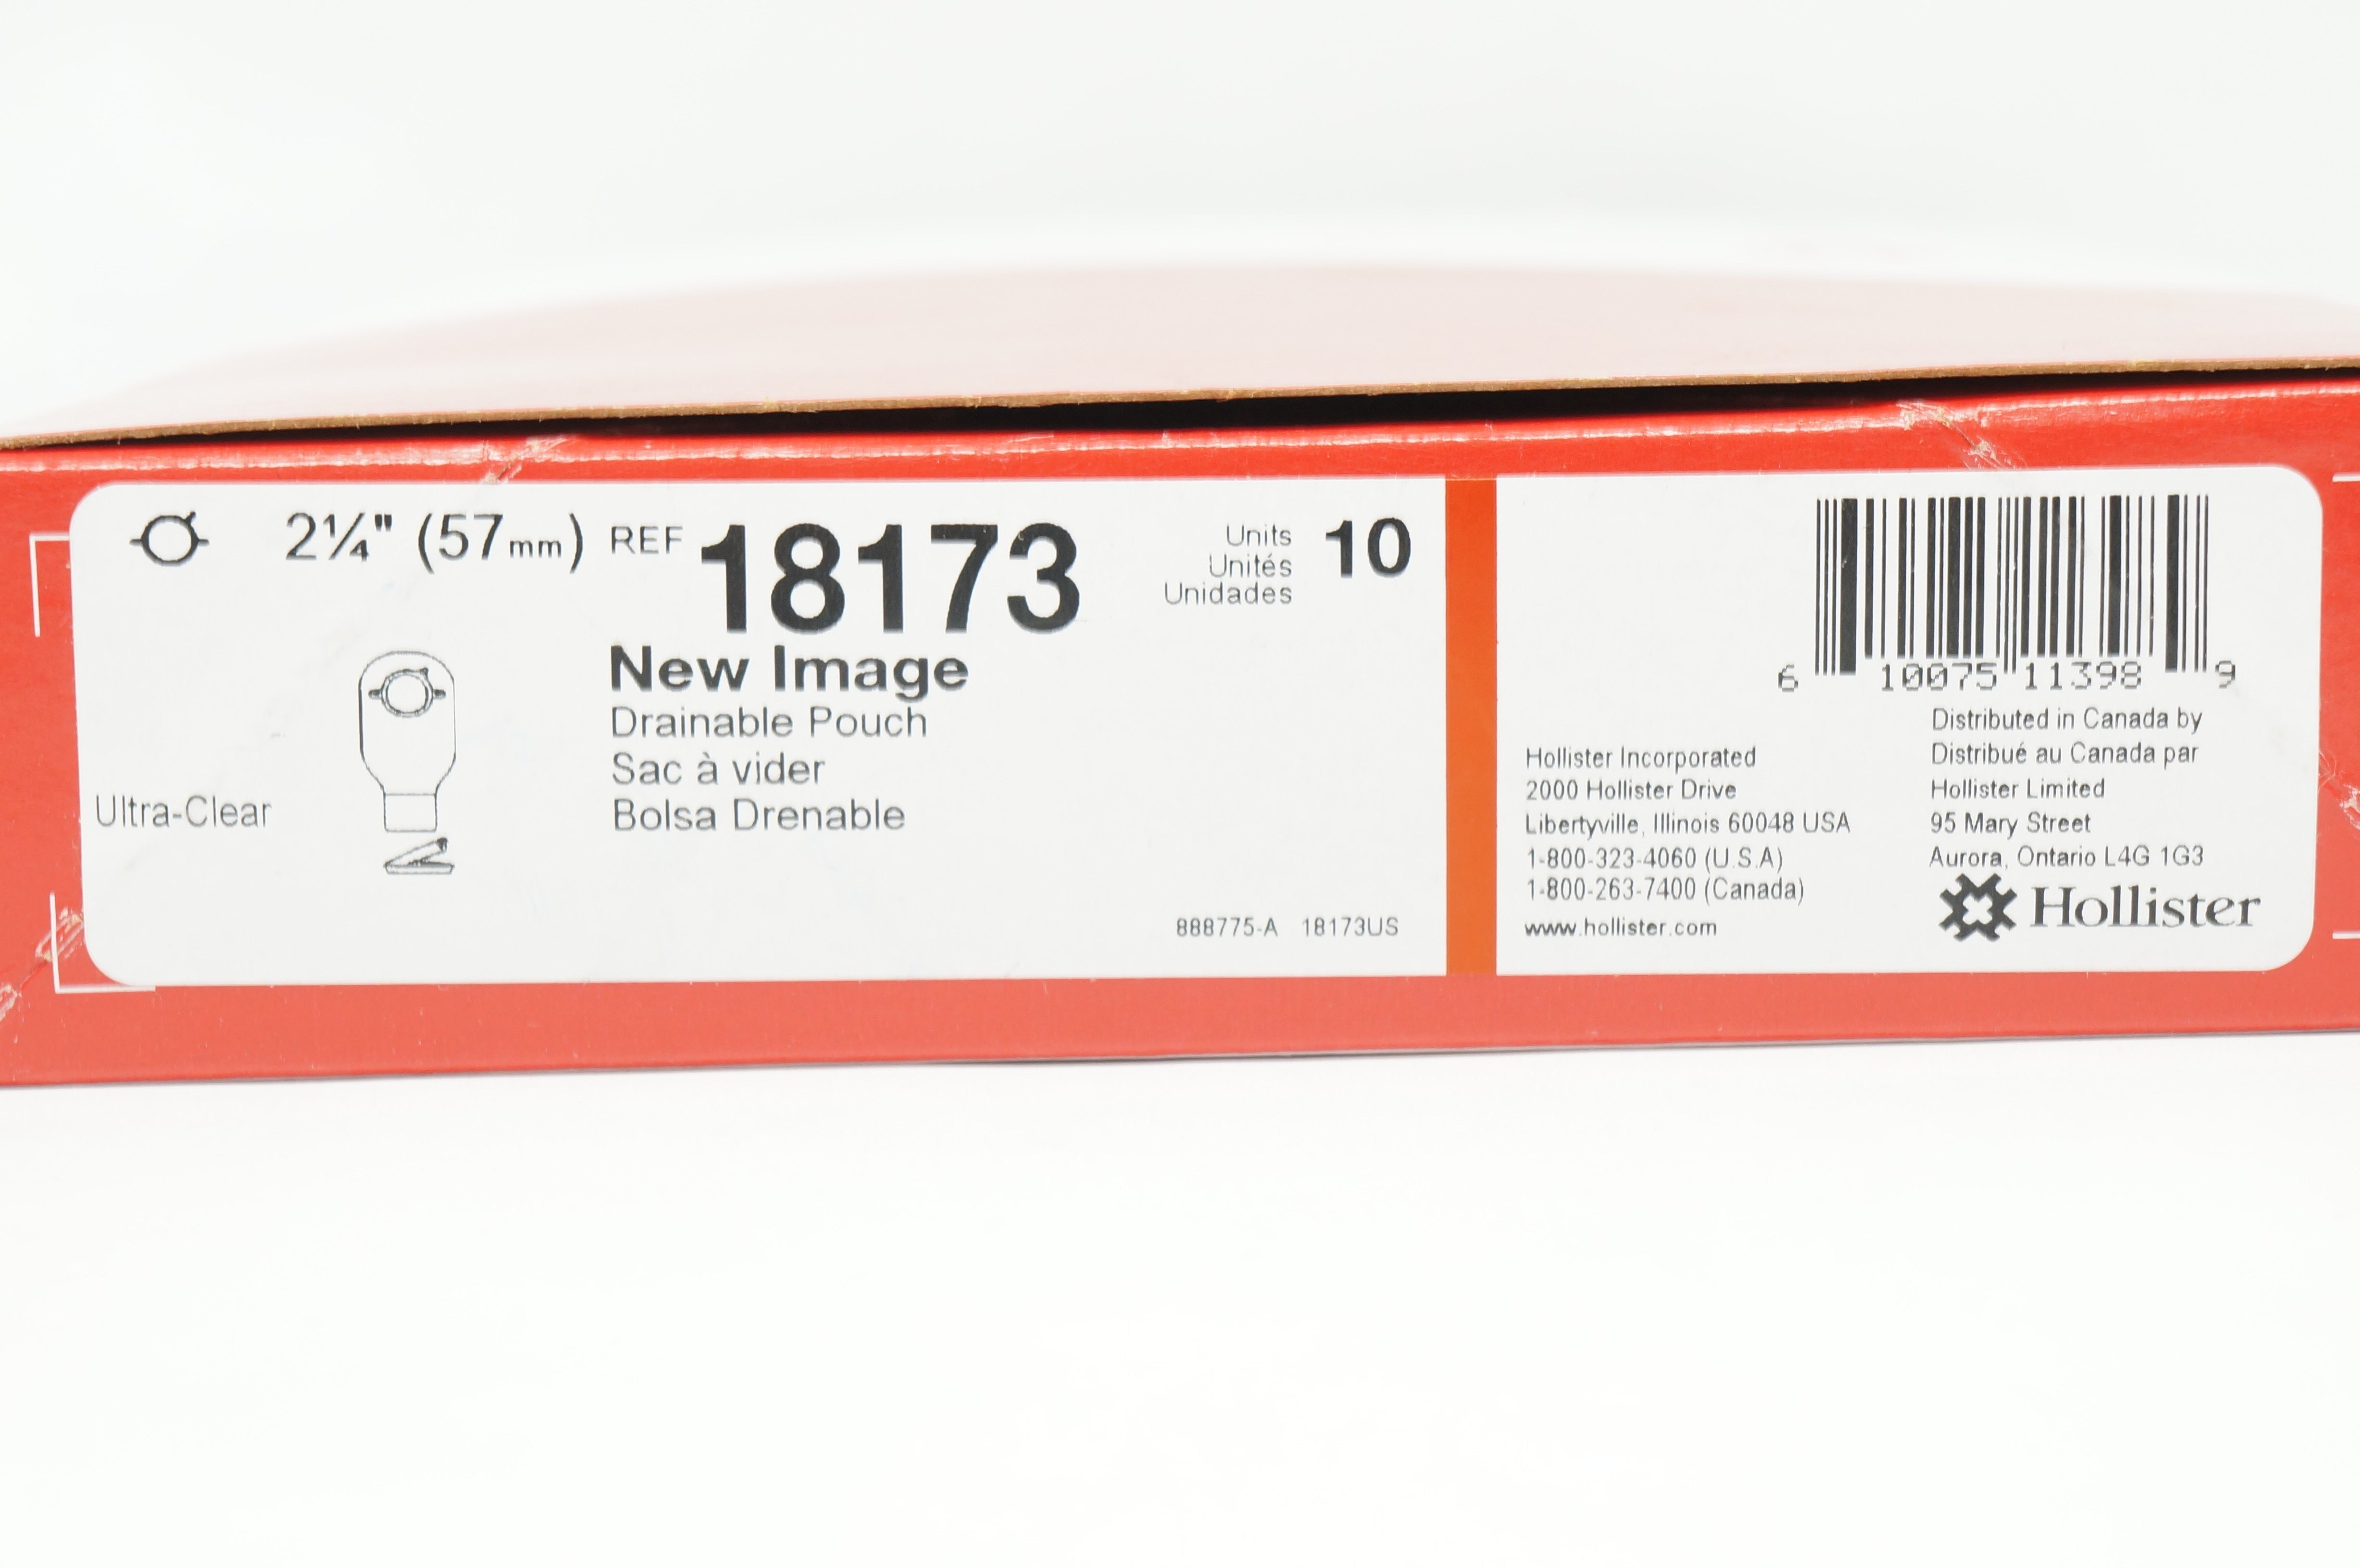 2¼" (57mm) REF 18173
Units
Unités
Unidades
10
New Image
Drainable Pouch
Sac à vider
Bolsa Drenable
Ultra-Clear
888775-A 18173US
6 10075 11398 9
Hollister Incorporated
2000 Hollister Drive
Libertyville, Illinois 60048 USA
1-800-323-4060 (U.S.A)
1-800-263-7400 (Canada)
www.hollister.com
Distributed in Canada by
Distribué au Canada par
Hollister Limited
95 Mary Street
Aurora, Ontario L4G 1G3
Hollister